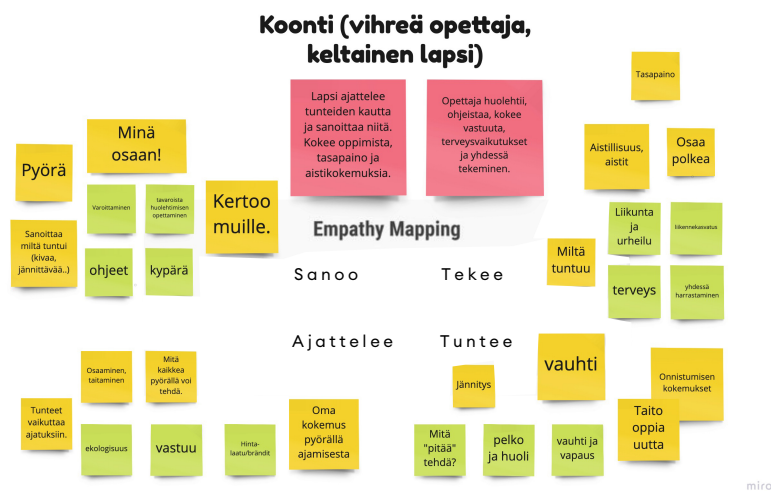 Koonti (vihreä opettaja,
keltainen lapsi)
Lapsi ajattelee
tunteiden kautta
ja sanoittaa niitä.
Kokee oppimista,
tasapaino ja
aistikokemuksia.
Opettaja huolehtii,
ohjeistaa, kokee
vastuuta,
terveysvaikutukset
ja yhdessä
tekeminen.
Empathy Mapping
Sanoo
Tekee
Ajattelee
Tuntee
Pyörä
Minä
osaan!
Varoittaminen
tavaroista
huolehtimisen
opettaminen
Kertoo
muille.
Sanoittaa
miltä tuntui
(kivaa,
jännittävää..)
ohjeet
kypärä
Tasapaino
Aistillisuus,
aistit
Osaa
polkea
Liikunta
ja
urheilu
liikennekasvatus
Miltä
tuntuu
terveys
yhdessä
harrastaminen
Osaaminen,
taitaminen
Mitä
kaikkea
pyörällä voi
tehdä.
Tunteet
vaikuttaa
ajatuksiin.
ekologisuus
vastuu
Hinta-
laatu/brändit
Oma
kokemus
pyörällä
ajamisesta
Jännitys
vauhti
Onnistumisen
kokemukset
Taito
oppia
uutta
Mitä
"pitää"
tehdä?
pelko
ja huoli
vauhti ja
vapaus
miro